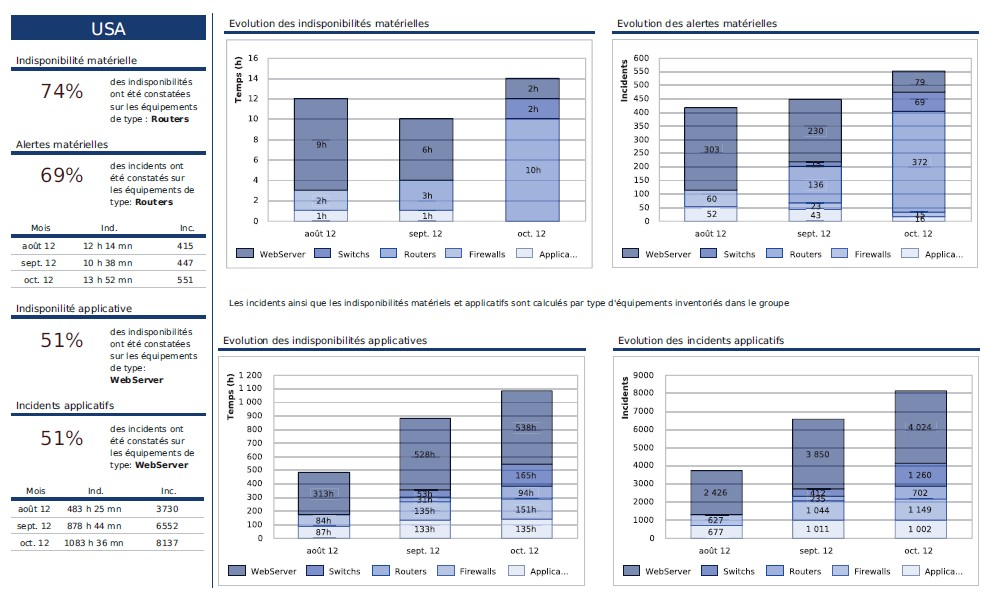 USA
Indisponibilité matérielle
74%
des indisponibilités
ont été constatées
sur les équipements
de type : Routers
Alertes matérielles
69%
des incidents ont
été constatés sur
les équipements de
type: Routers
Mois Ind. Inc.
août 12 12 h 14 mn 415
sept. 12 10 h 38 mn 447
oct. 12 13 h 52 mn 551
Indisponilité applicative
51%
des indisponibilités
ont été constatées
sur les équipements
de type:
WebServer
Incidents applicatifs
51%
des incidents ont
été constatés sur
les équipements de
type: WebServer
Mois Ind. Inc.
août 12 483 h 25 mn 3730
sept. 12 878 h 44 mn 6552
oct. 12 1083 h 36 mn 8137
Evolution des indisponibilités matérielles
Temps (h)
16
14
12
10
8
6
4
2
0
9h
2h
1h
6h
3h
1h
2h
2h
10h
août 12 sept. 12 oct. 12
WebServer Switchs Routers Firewalls Applica...
Evolution des alertes matérielles
Incidents
600
550
500
450
400
350
300
250
200
150
100
50
0
303
60
52
230
136
23
43
79
69
372
15
16
août 12 sept. 12 oct. 12
WebServer Switchs Routers Firewalls Applica...
Les incidents ainsi que les indisponibilités matériels et applicatifs sont calculés par type d'équipements inventoriés dans le groupe
Evolution des indisponibilités applicatives
Temps (h)
1 200
1 100
1 000
900
800
700
600
500
400
300
200
100
0
313h
84h
87h
528h
53h
31h
135h
133h
538h
165h
94h
151h
135h
août 12 sept. 12 oct. 12
WebServer Switchs Routers Firewalls Applica...
Evolution des incidents applicatifs
Incidents
9000
8000
7000
6000
5000
4000
3000
2000
1000
0
2 426
627
677
3 850
412
235
1 044
1 011
4 024
1 260
702
1 149
1 002
août 12 sept. 12 oct. 12
WebServer Switchs Routers Firewalls Applica...